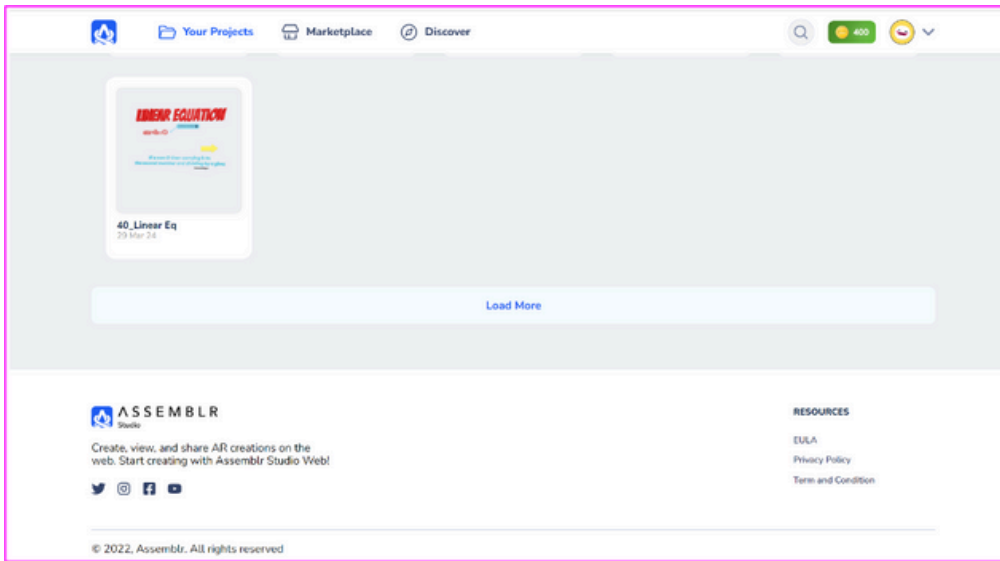 Your Projects
Marketplace
Discover
400
LINEAR EQUATION
40_Linear Eq
29 Mar 24
Load More
ASSEMBLR
Studio
RESOURCES
EULA
Create, view, and share AR creations on the
web. Start creating with Assemblr Studio Web!
Privacy Policy
Term and Condition
© 2022, Assemblr. All rights reserved